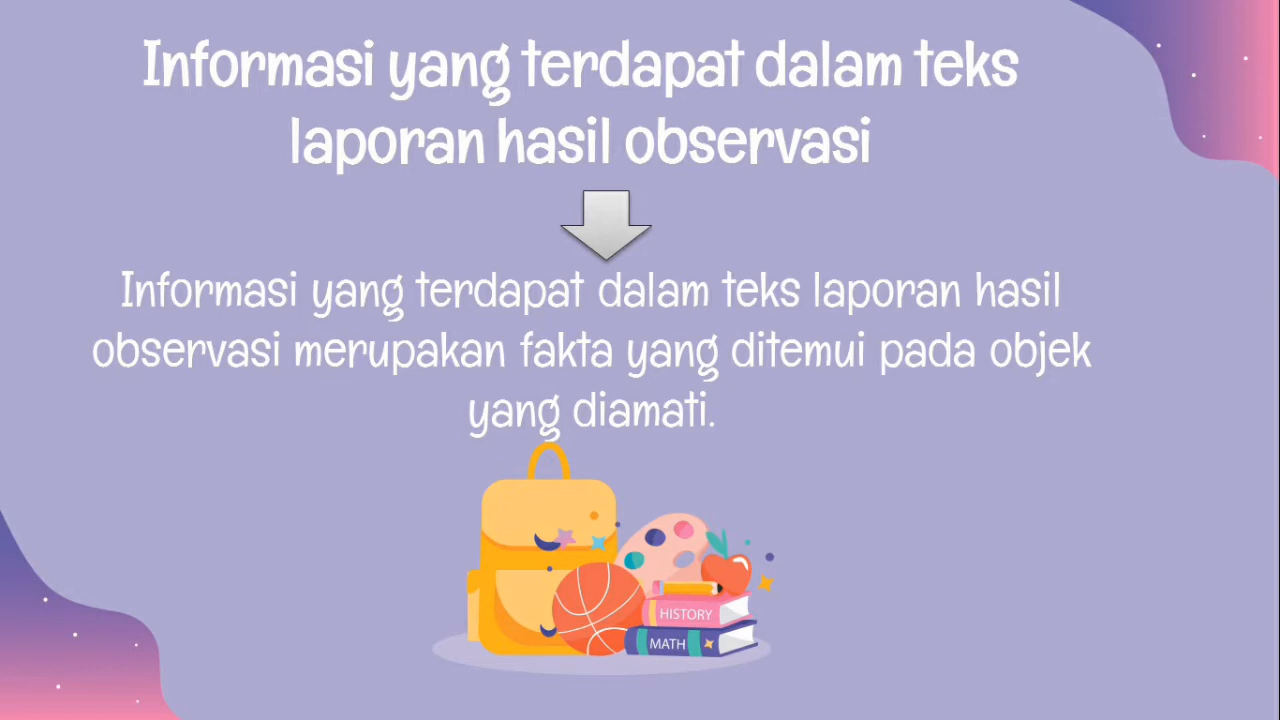 Informasi yang terdapat dalam teks
laporan hasil observasi
Informasi yang terdapat dalam teks laporan hasil
observasi merupakan fakta yang ditemui pada objek
yang diamati.
HISTORY
MATH